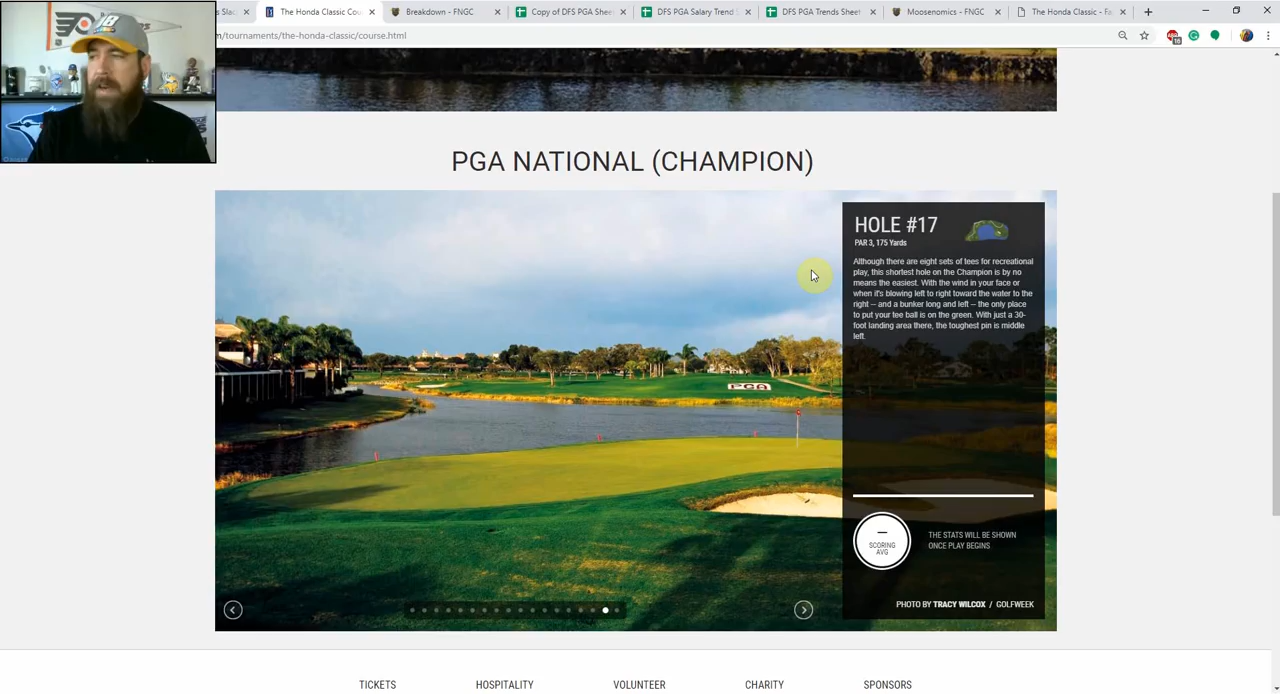 s Slac
The Honda Classic Cou
Breakdown - FNGC
Copy of DFS PGA Shee
DFS PGA Salary Trend S
DFS PGA Trends Sheet
Moosenomics - FNGC
The Honda Classic - Fa
m/tournaments/the-honda-classic/course.html
PGA NATIONAL (CHAMPION)
HOLE #17
PAR 3, 175 Yards
Although there are eight sets of tees for recreational
play, this shortest hole on the Champion is by no
means the easiest. With the wind in your face or
when it's blowing left to right toward the water to the
right -- and a bunker long and left -- the only place
to put your tee ball is on the green. With just a 30-
foot landing area there, the toughest pin is middle
left.
PGA
—
SCORING
AVG
THE STATS WILL BE SHOWN
ONCE PLAY BEGINS
PHOTO BY TRACY WILCOX / GOLFWEEK
TICKETS
HOSPITALITY
VOLUNTEER
CHARITY
SPONSORS